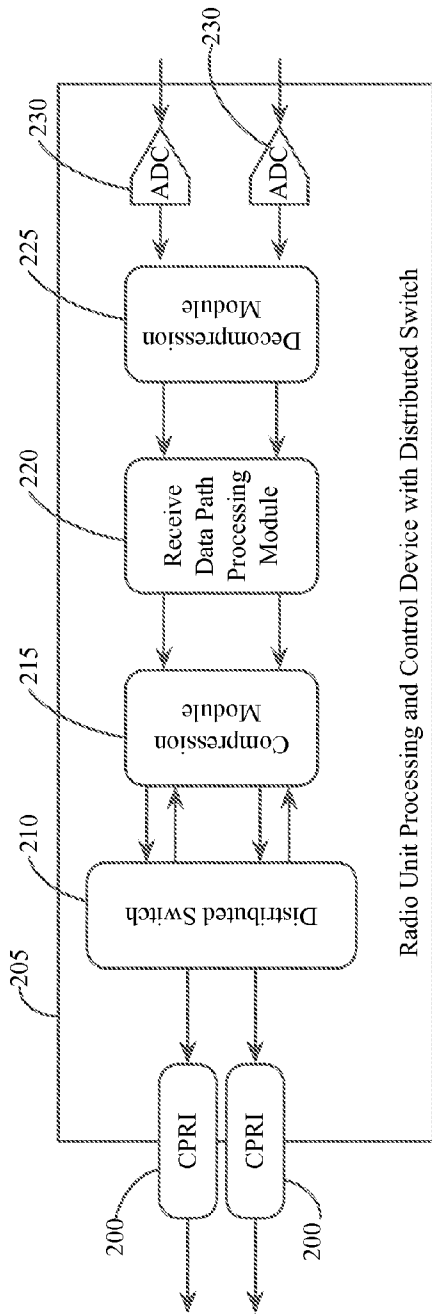 205
210
215
220
225
230
230
CPRI
CPRI
200
200
Distributed Switch
Compression
Module
Receive
Data Path
Processing
Module
Decompression
Module
ADC
ADC
Radio Unit Processing and Control Device with Distributed Switch